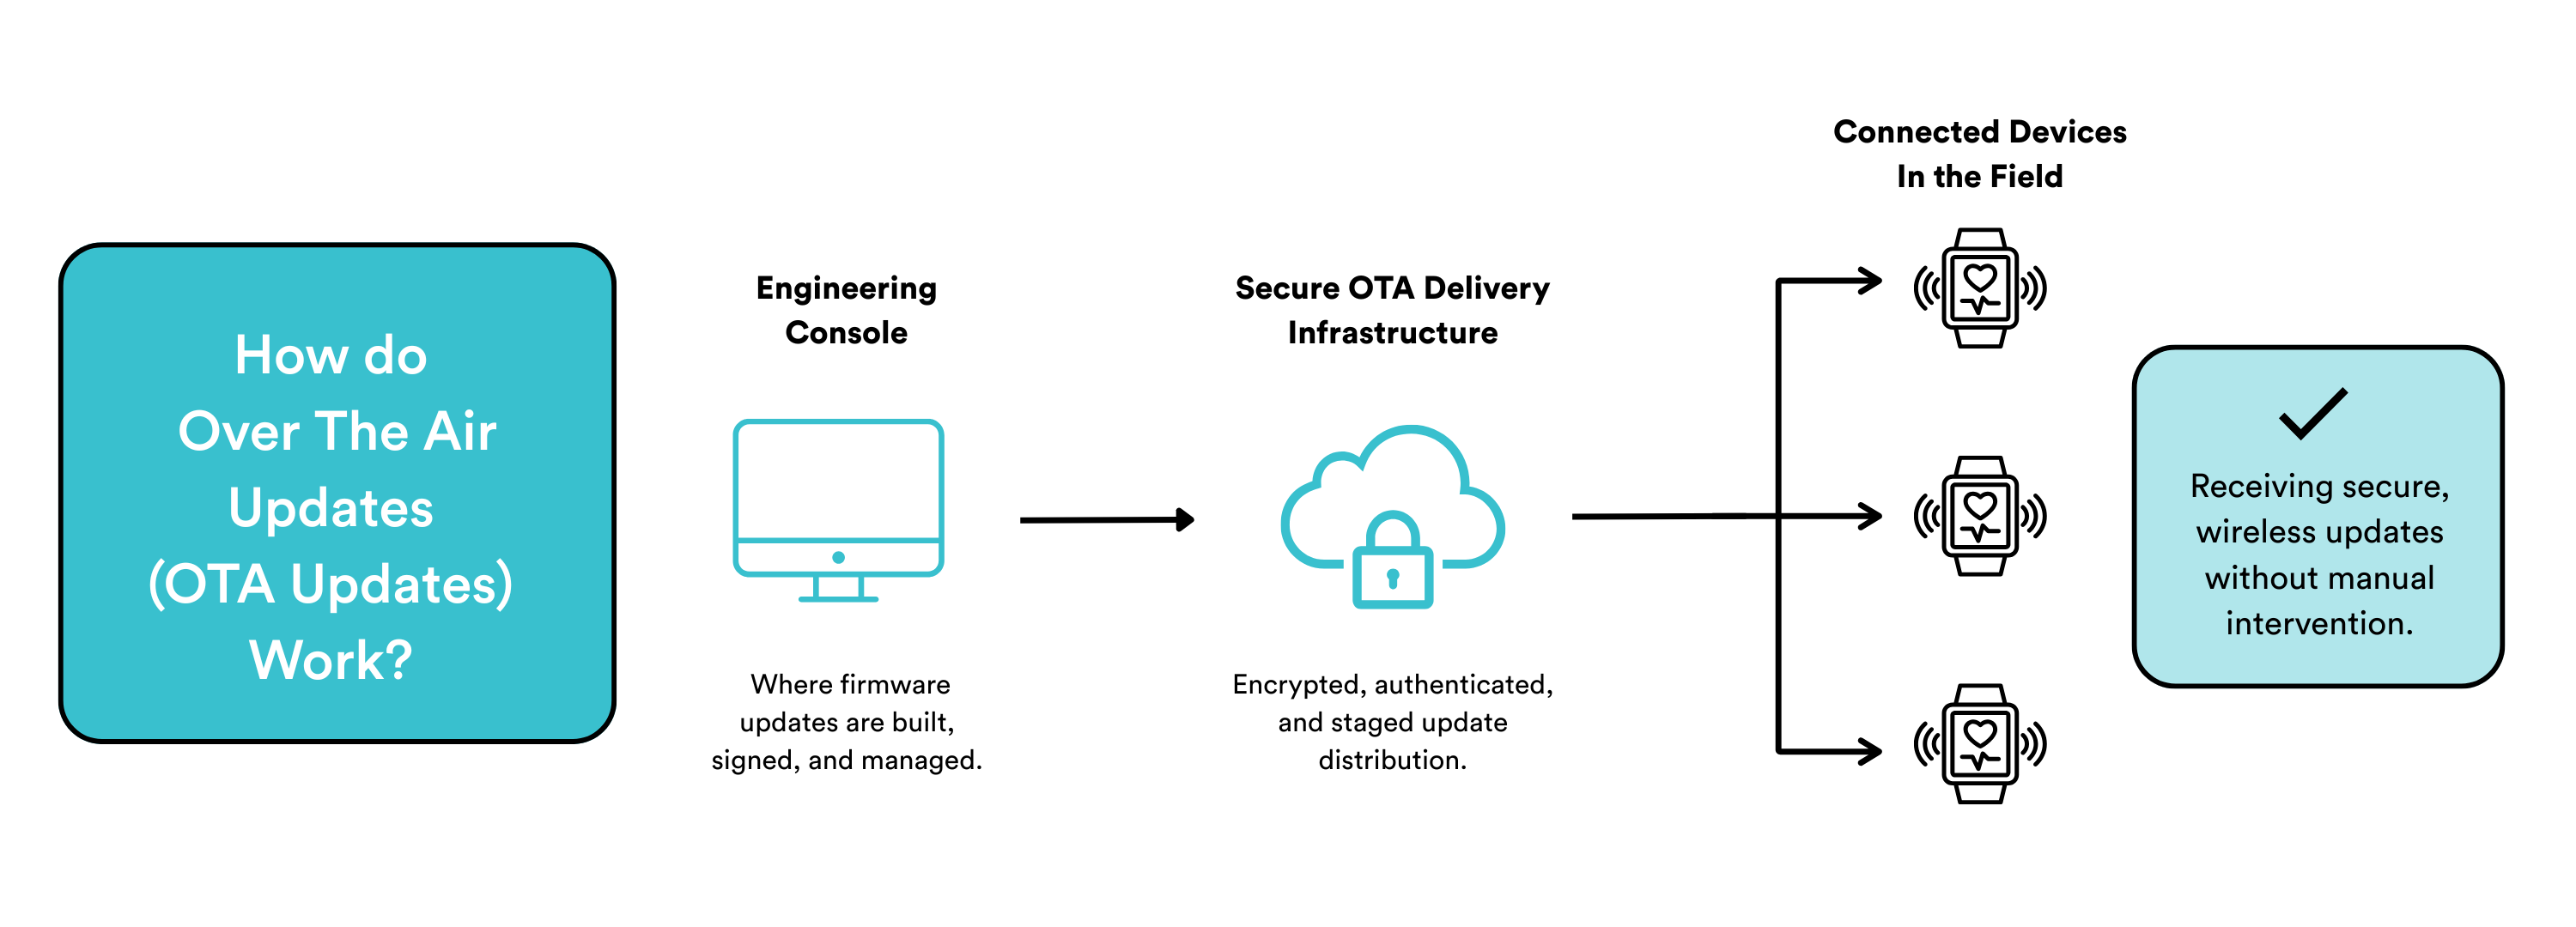 How do
Over The Air
Updates
(OTA Updates)
Work?
Engineering
Console
Where firmware
updates are built,
signed, and managed.
Secure OTA Delivery
Infrastructure
Encrypted, authenticated,
and staged update
distribution.
Connected Devices
In the Field
Receiving secure,
wireless updates
without manual
intervention.